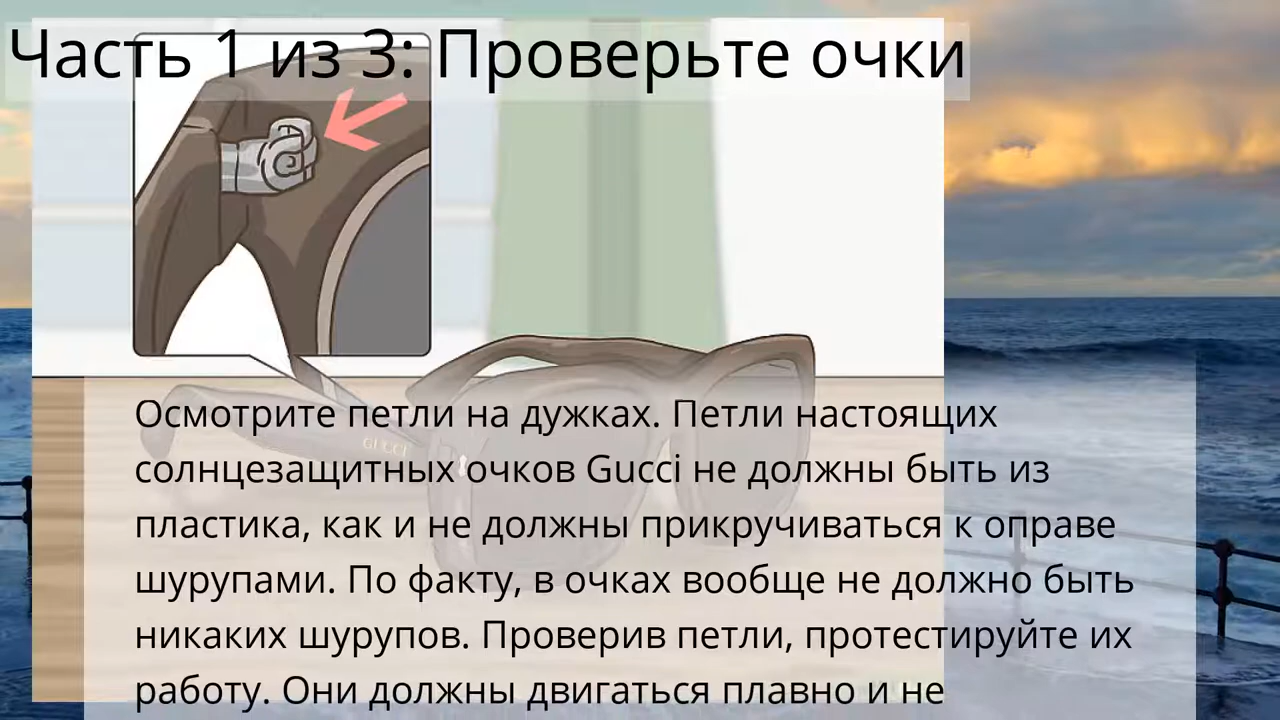 Часть 1 из 3: Проверьте очки
GUCCI
Осмотрите петли на дужках. Петли настоящих
солнцезащитных очков Gucci не должны быть из
пластика, как и не должны прикручиваться к оправе
шурупами. По факту, в очках вообще не должно быть
никаких шурупов. Проверив петли, протестируйте их
работу. Они должны двигаться плавно и не